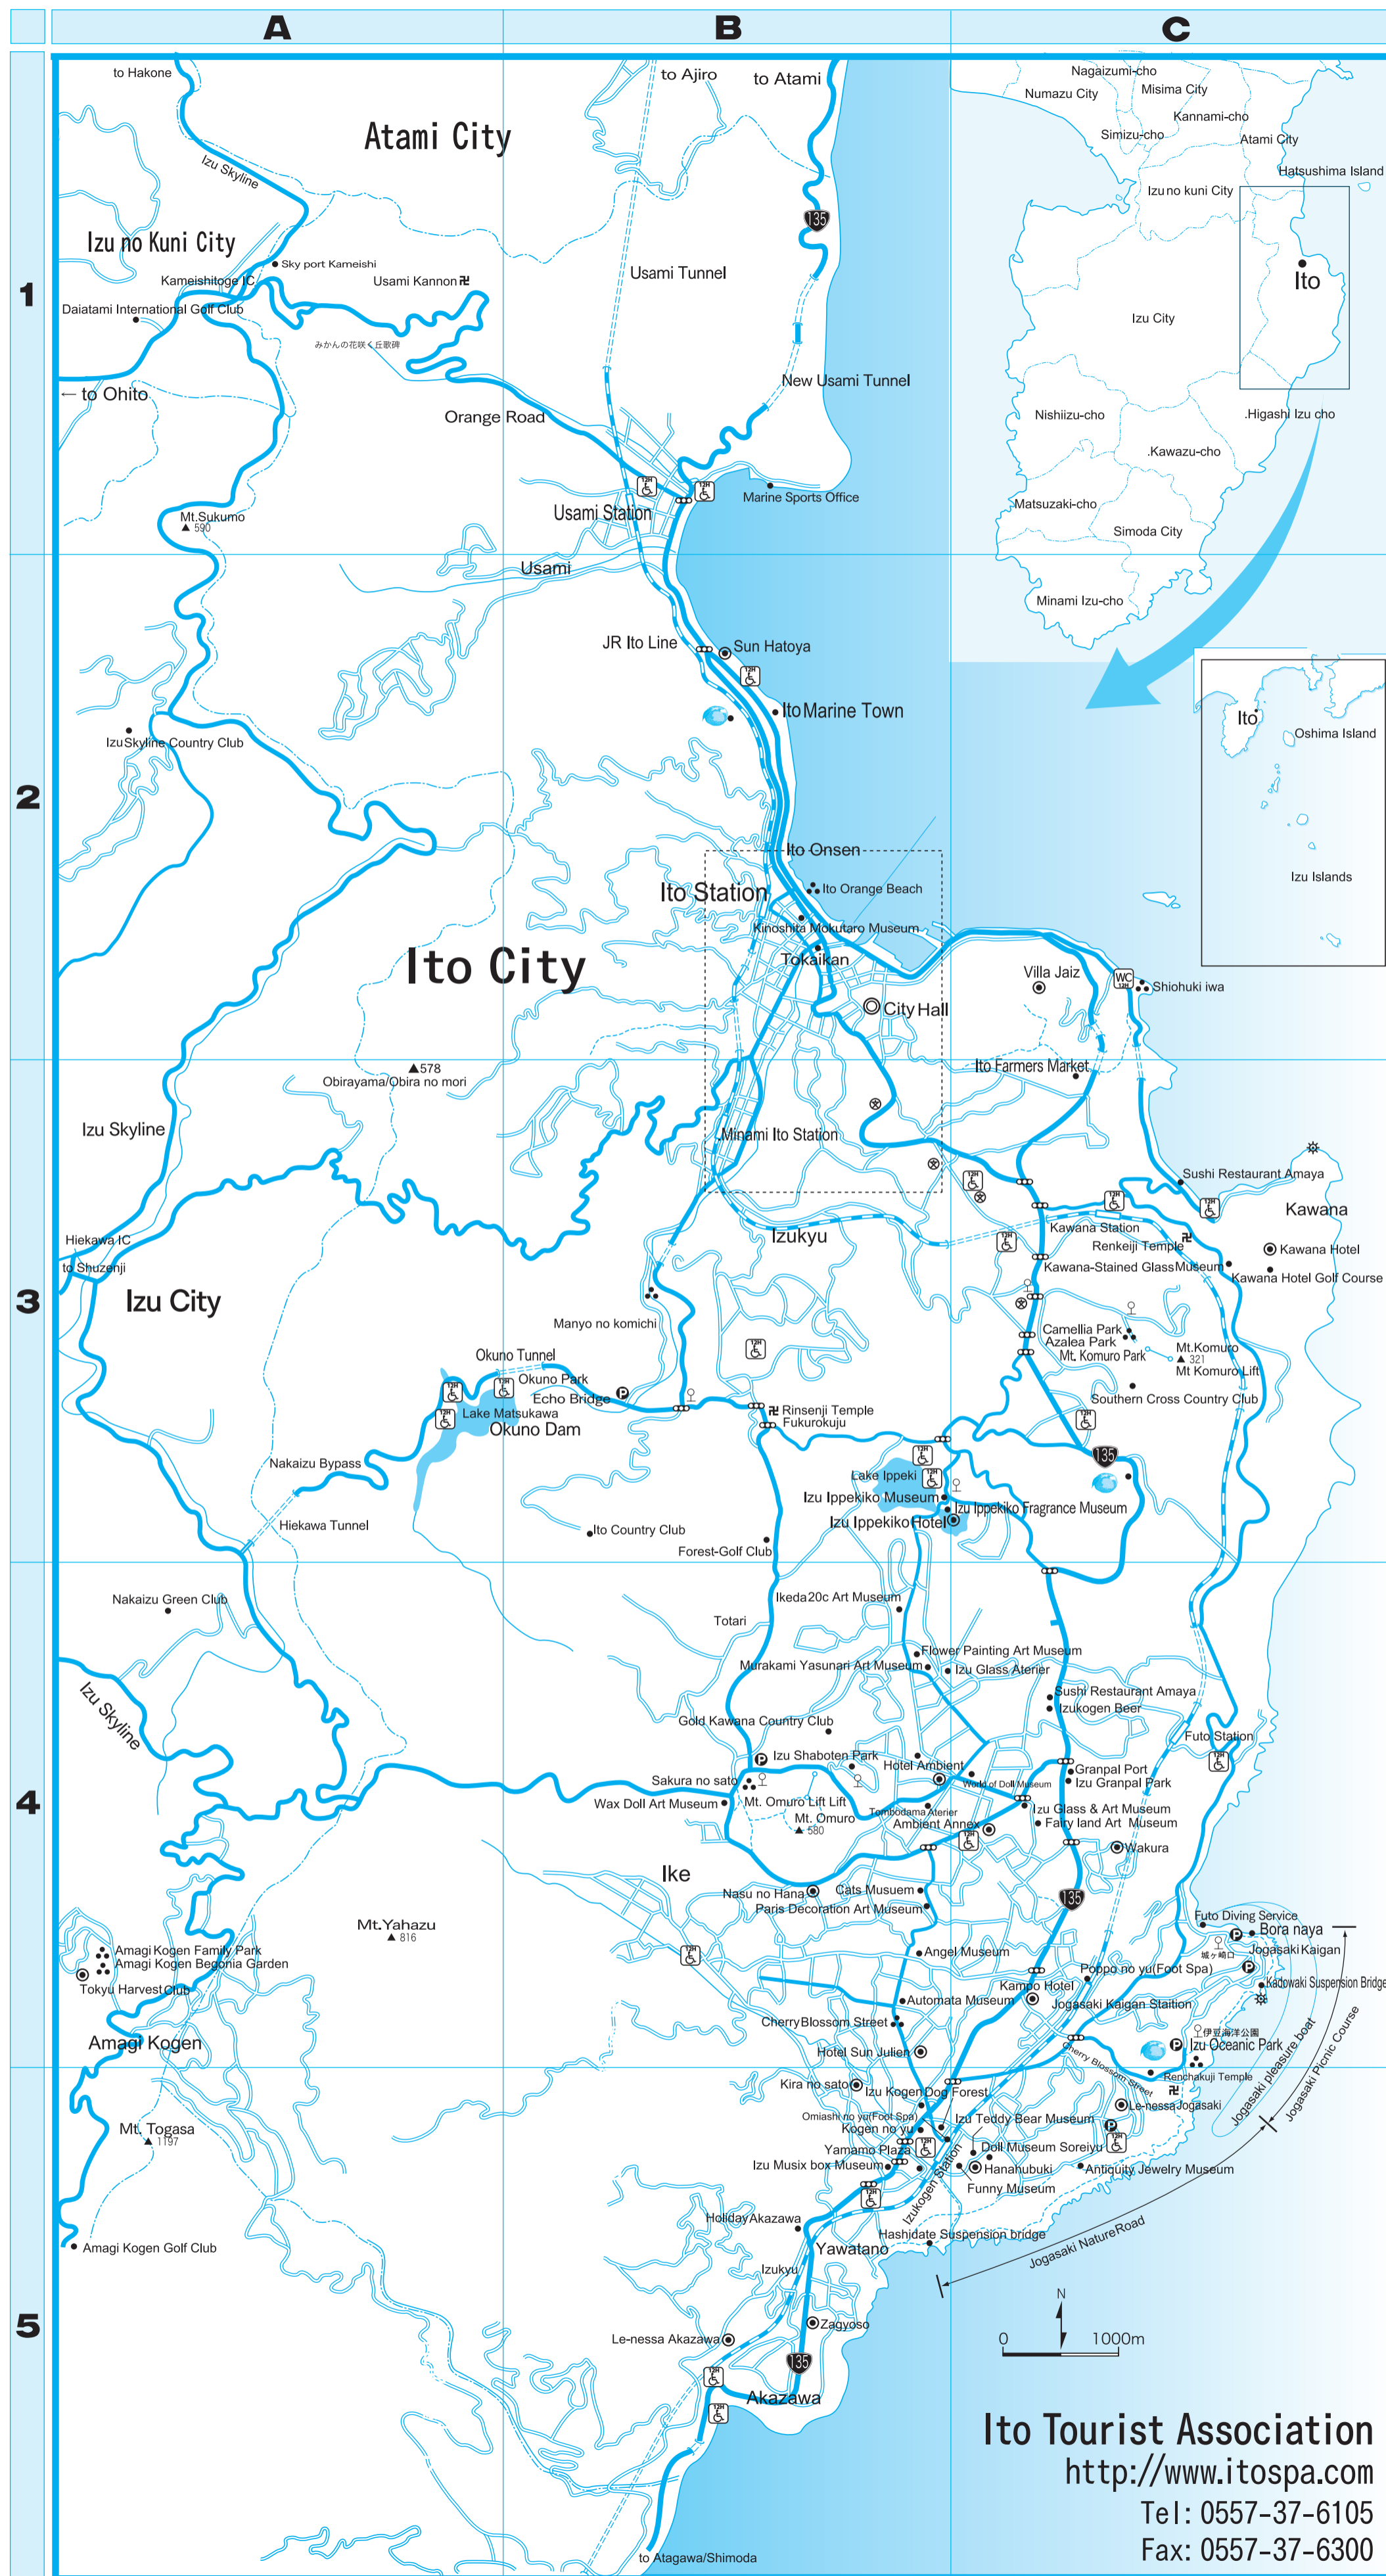 A
B
C
1
2
3
4
5
to Hakone
to Ajiro
to Atami
Atami City
Izu Skyline
135
Izu no Kuni City
Sky port Kameishi
Kameishitoge IC
Usami Kannon
Daiatami International Golf Club
みかんの花咲く丘歌碑
Usami Tunnel
New Usami Tunnel
← to Ohito
Orange Road
Marine Sports Office
Usami Station
Mt.Sukumo
590
Usami
Nagaizumi-cho
Numazu City
Misima City
Kannami-cho
Simizu-cho
Atami City
Hatsushima Island
Izu no kuni City
Ito
Izu City
Nishiizu-cho
.Higashi Izu cho
.Kawazu-cho
Matsuzaki-cho
Simoda City
Minami Izu-cho
JR Ito Line
Sun Hatoya
Ito Marine Town
Izu Skyline Country Club
Ito
Oshima Island
Izu Islands
Ito Onsen
Ito Station
Ito Orange Beach
Kinoshita Mokutaro Museum
Tokaikan
Ito City
City Hall
Villa Jaiz
WC
12H
Shiohuki iwa
578
Obirayama/Obira no mori
Ito Farmers Market
Izu Skyline
Minami Ito Station
Sushi Restaurant Amaya
Kawana
Kawana Station
Izukyu
Renkeiji Temple
Kawana Hotel
Kawana-Stained Glass Museum
Kawana Hotel Golf Course
Hiekawa IC
to Shuzenji
Izu City
Manyo no komichi
Camellia Park
Azalea Park
Mt. Komuro Park
Mt.Komuro
321
Mt Komuro Lift
Southern Cross Country Club
Okuno Tunnel
Okuno Park
Echo Bridge
Lake Matsukawa
Okuno Dam
Rinsenji Temple
Fukurokuju
Nakaizu Bypass
135
Lake Ippeki
Izu Ippekiko Museum
Izu Ippekiko Fragrance Museum
Izu Ippekiko Hotel
Hiekawa Tunnel
Ito Country Club
Forest-Golf Club
Nakaizu Green Club
Ikeda20c Art Museum
Totari
Flower Painting Art Museum
Murakami Yasunari Art Museum
Izu Glass Aterier
Izu Skyline
Sushi Restaurant Amaya
Izukogen Beer
Gold Kawana Country Club
Futo Station
Izu Shaboten Park
Hotel Ambient
Granpal Port
Izu Granpal Park
Sakura no sato
World of Doll Museum
Wax Doll Art Museum
Mt. Omuro Lift Lift
Mt. Omuro
580
Tombodama Aterier
Ambient Annex
Izu Glass & Art Museum
Fairy land Art Museum
Wakura
Ike
Nasu no Hana
Cats Musuem
Paris Decoration Art Museum
135
Mt.Yahazu
816
Futo Diving Service
Bora naya
城ヶ崎口
Jogasaki Kaigan
Amagi Kogen Family Park
Amagi Kogen Begonia Garden
Tokyu Harvest Club
Angel Museum
Poppo no yu(Foot Spa)
Kadowaki Suspension Bridge
Kampo Hotel
Automata Museum
Jogasaki Kaigan Staition
Cherry Blossom Street
Amagi Kogen
伊豆海洋公園
Izu Oceanic Park
Hotel Sun Julien
Cherry Blossom Street
Renchakuji Temple
Jogasaki pleasure boat
Jogasaki Picnic Course
Kira no sato
Izu Kogen Dog Forest
Le-nessa Jogasaki
Omiashi no yu(Foot Spa)
Izu Teddy Bear Museum
Mt. Togasa
1197
Kogen no yu
Yamamo Plaza
Doll Museum Soreiyu
Izu Musix box Museum
Hanahubuki
Antiquity Jewelry Museum
Funny Museum
Izukogen Station
Holiday Akazawa
Hashidate Suspension bridge
Amagi Kogen Golf Club
Yawatano
Jogasaki Nature Road
Izukyu
N
0
1000m
Zagyoso
Le-nessa Akazawa
135
Akazawa
Ito Tourist Association
http://www.itospa.com
Tel: 0557-37-6105
Fax: 0557-37-6300
to Atagawa/Shimoda